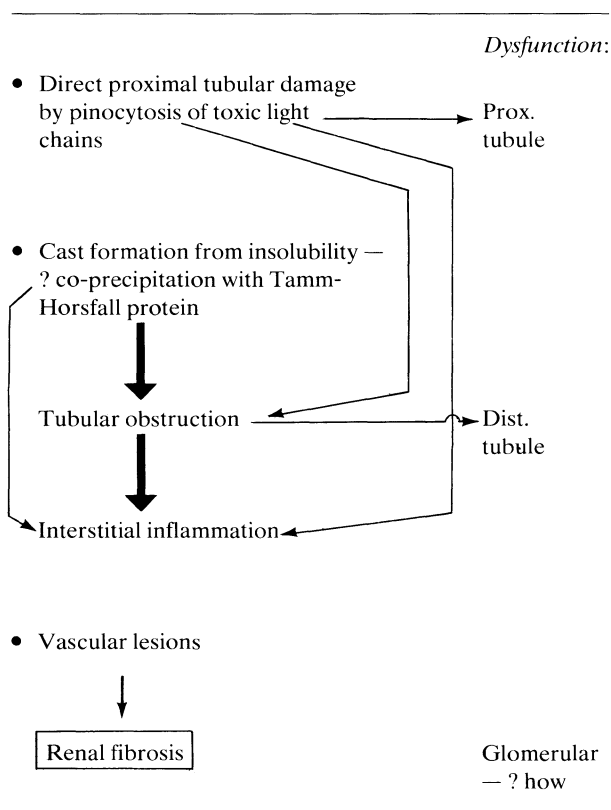 Dysfunction:
• Direct proximal tubular damage
by pinocytosis of toxic light
chains
Prox.
tubule
• Cast formation from insolubility —
? co-precipitation with Tamm-
Horsfall protein
Tubular obstruction
Dist.
tubule
Interstitial inflammation
• Vascular lesions
Renal fibrosis
Glomerular
— ? how